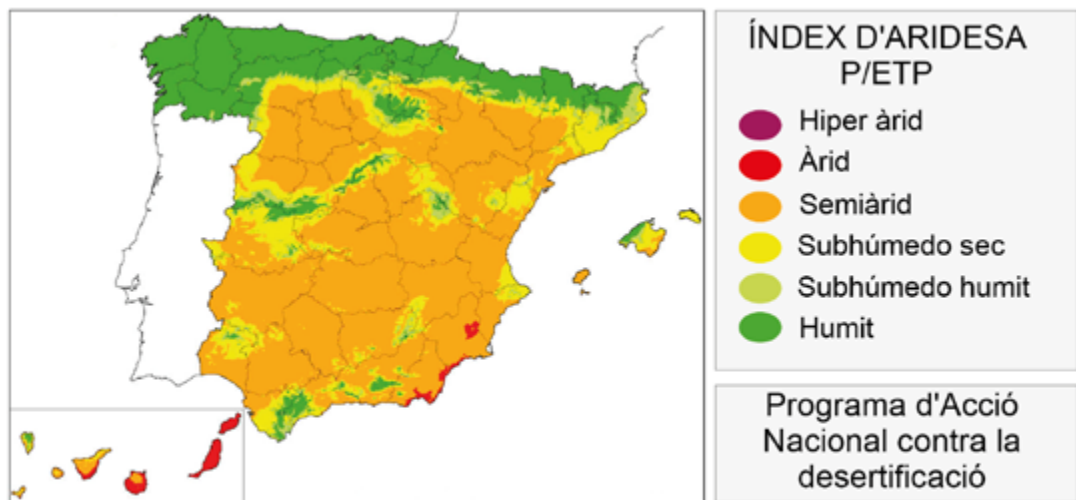 ÍNDEX D'ARIDESA
P/ETP
Hiper àrid
Àrid
Semiàrid
Subhúmedo sec
Subhúmedo humit
Humit
Programa d'Acció
Nacional contra la
desertificació